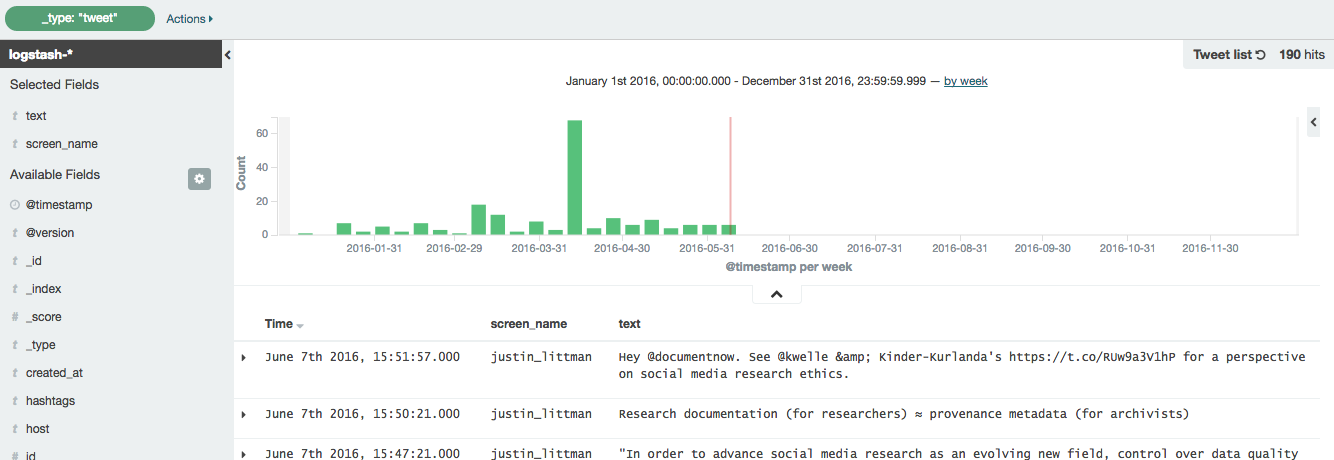 _type: "tweet" Actions
logstash-*
Selected Fields
t text
t screen_name
Available Fields
@timestamp
t @version
t _id
t _index
# _score
t _type
t created_at
t hashtags
t host
# id
Tweet list 190 hits
January 1st 2016, 00:00:00.000 - December 31st 2016, 23:59:59.999 — by week
Count
60
40
20
0
2016-01-31 2016-02-29 2016-03-31 2016-04-30 2016-05-31 2016-06-30 2016-07-31 2016-08-31 2016-09-30 2016-10-31 2016-11-30
@timestamp per week
Time screen_name text
June 7th 2016, 15:51:57.000 justin_littman Hey @documentnow. See @kwelle &amp; Kinder-Kurlanda's https://t.co/RUw9a3V1hP for a perspective
on social media research ethics.
June 7th 2016, 15:50:21.000 justin_littman Research documentation (for researchers) ≈ provenance metadata (for archivists)
June 7th 2016, 15:47:21.000 justin_littman "In order to advance social media research as an evolving new field, control over data quality